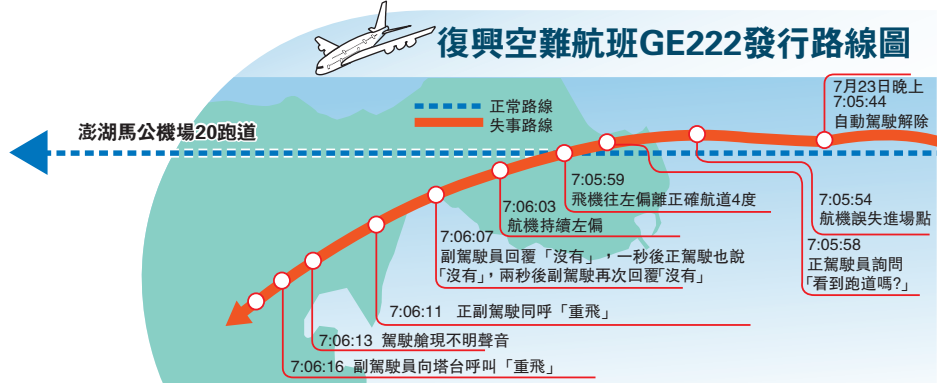 復興空難航班GE222發行路線圖
正常路線
失事路線
澎湖馬公機場20跑道
7月23日晚上
7:05:44
自動駕駛解除
7:05:54
航機誤失進場點
7:05:58
正駕駛員詢問
「看到跑道嗎?」
7:05:59
飛機往左偏離正確航道4度
7:06:03
航機持續左偏
7:06:07
副駕駛員回覆「沒有」，一秒後正駕駛也說
「沒有」，兩秒後副駕駛再次回覆「沒有」
7:06:11 正副駕駛同呼「重飛」
7:06:13 駕駛艙現不明聲音
7:06:16 副駕駛員向塔台呼叫「重飛」